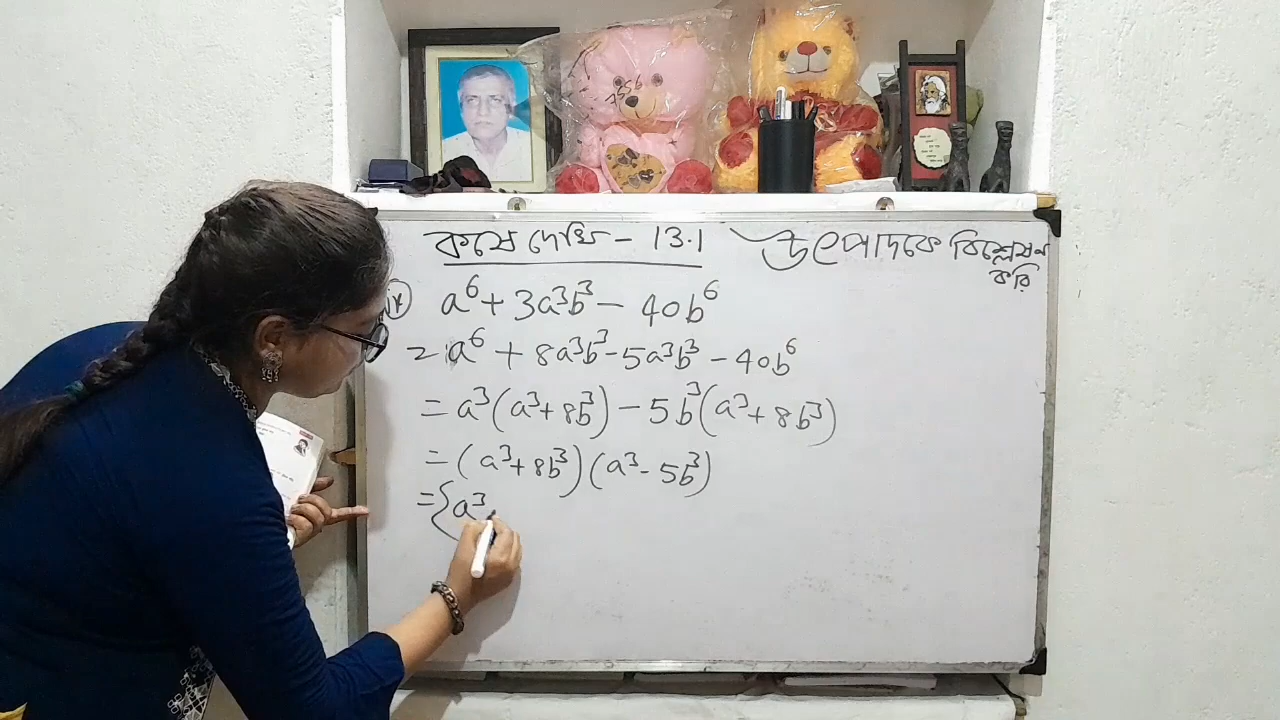 কষে দেখি - 13.1
উৎপাদকে বিশ্লেষণ
করি
a⁶ + 3a³b³ - 40b⁶
= a⁶ + 8a³b³ - 5a³b³ - 40b⁶
= a³(a³ + 8b³) - 5b³(a³ + 8b³)
= (a³ + 8b³)(a³ - 5b³)
= {a³